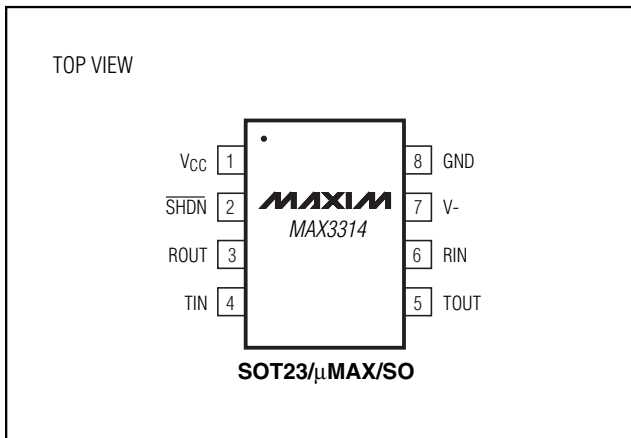 TOP VIEW
VCC 1
SHDN 2
ROUT 3
TIN 4
MAXIM
MAX3314
8 GND
7 V-
6 RIN
5 TOUT
SOT23/μMAX/SO